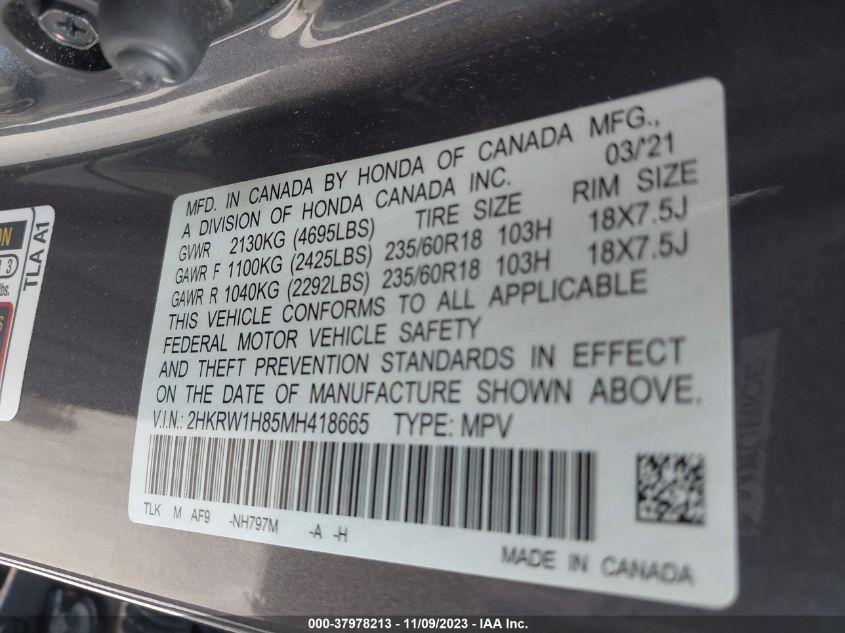 MFD. IN CANADA BY HONDA OF CANADA MFG.,
A DIVISION OF HONDA CANADA INC. 03/'21
GVWR 2130KG (4695LBS) TIRE SIZE RIM SIZE
GAWR F 1100KG (2425LBS) 235/60R18 103H 18X7.5J
GAWR R 1040KG (2292LBS) 235/60R18 103H 18X7.5J
THIS VEHICLE CONFORMS TO ALL APPLICABLE
FEDERAL MOTOR VEHICLE SAFETY
AND THEFT PREVENTION STANDARDS IN EFFECT
ON THE DATE OF MANUFACTURE SHOWN ABOVE.
V.I.N.: 2HKRW1H85MH418665 TYPE: MPV
TLK M AF9 -NH797M -A -H
MADE IN CANADA
TLA A1
3
lbs.
000-37978213 - 11/09/2023 - IAA Inc.